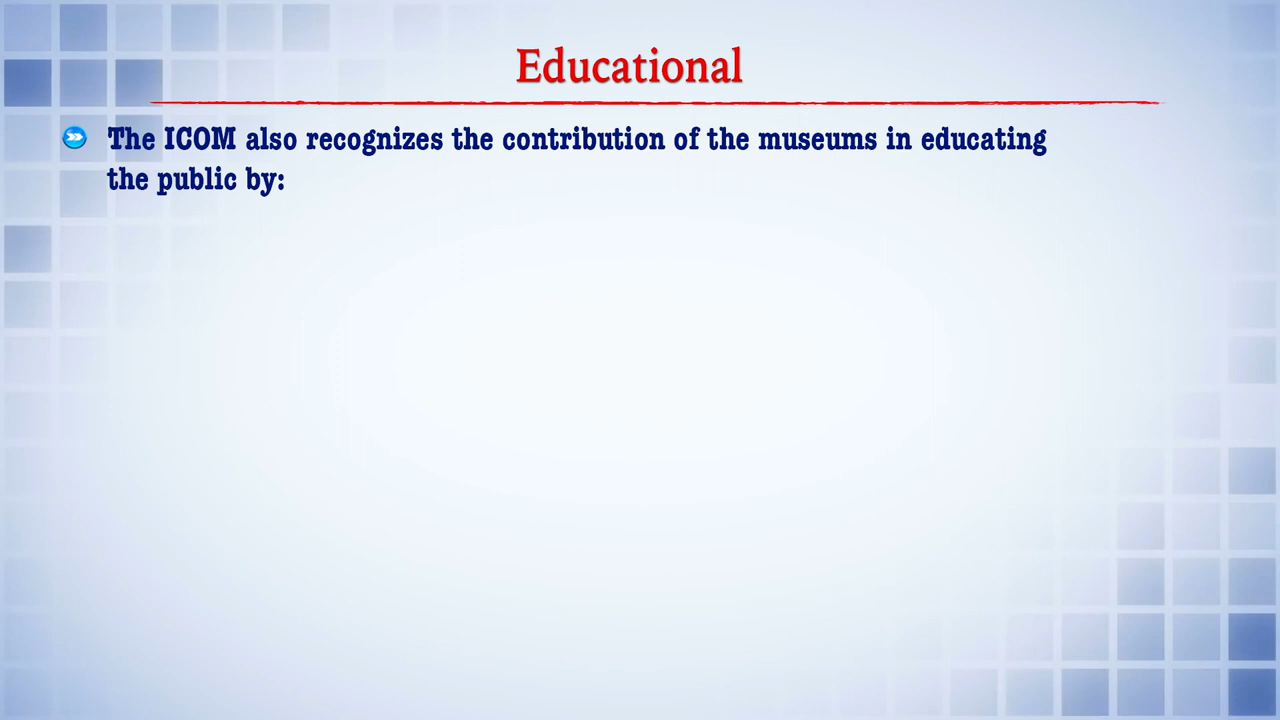 Educational
The ICOM also recognizes the contribution of the museums in educating
the public by: